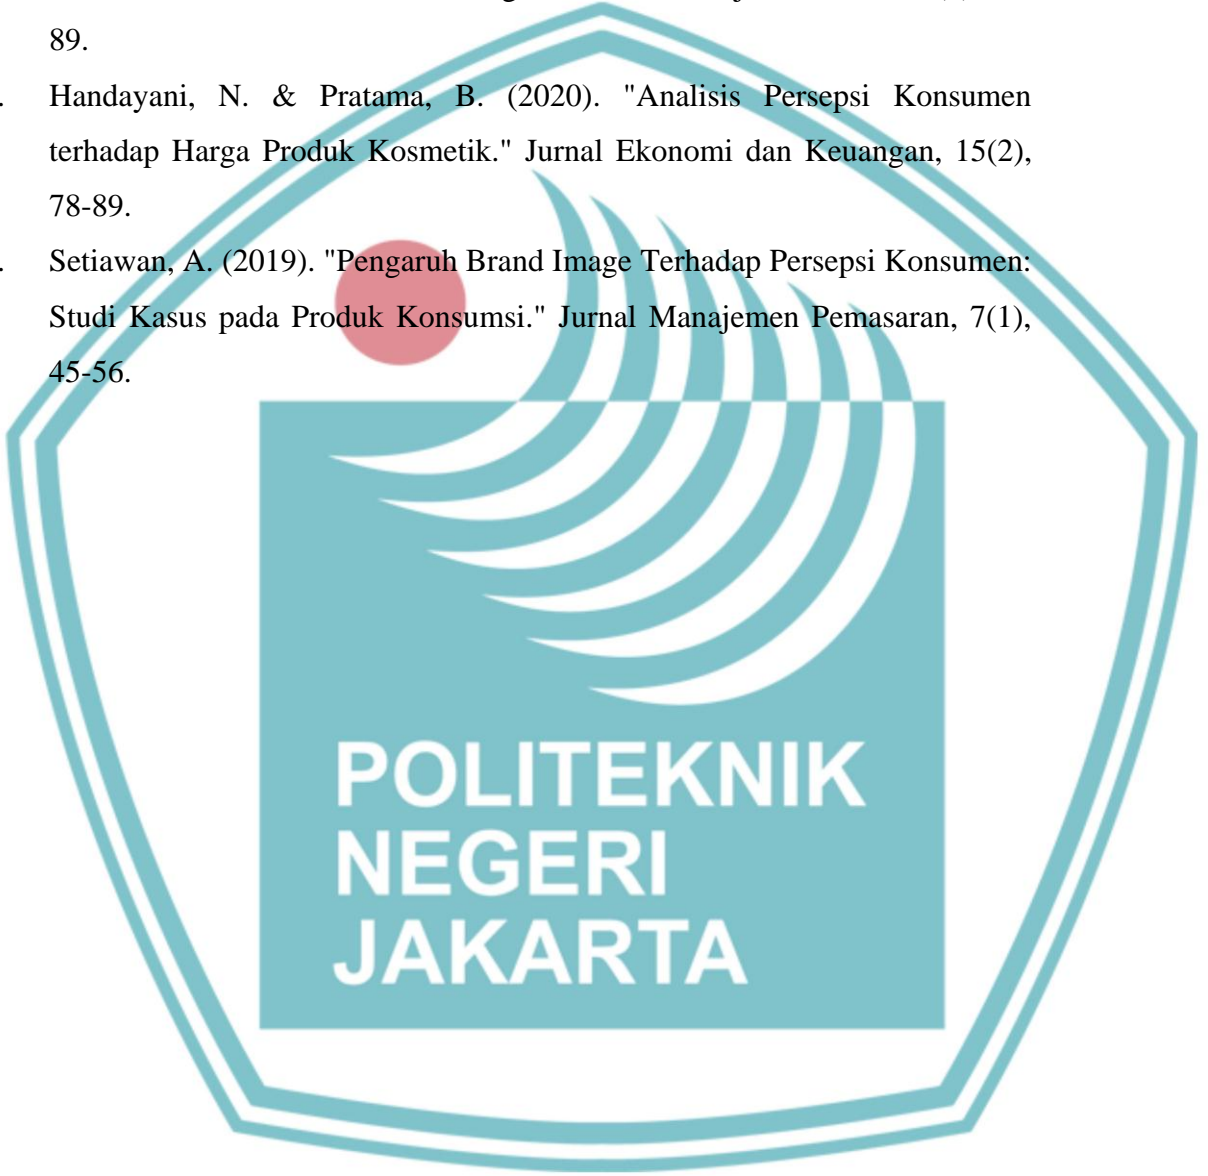 89.
. Handayani, N. & Pratama, B. (2020). "Analisis Persepsi Konsumen
terhadap Harga Produk Kosmetik." Jurnal Ekonomi dan Keuangan, 15(2),
78-89.
. Setiawan, A. (2019). "Pengaruh Brand Image Terhadap Persepsi Konsumen:
Studi Kasus pada Produk Konsumsi." Jurnal Manajemen Pemasaran, 7(1),
45-56.
POLITEKNIK
NEGERI
JAKARTA